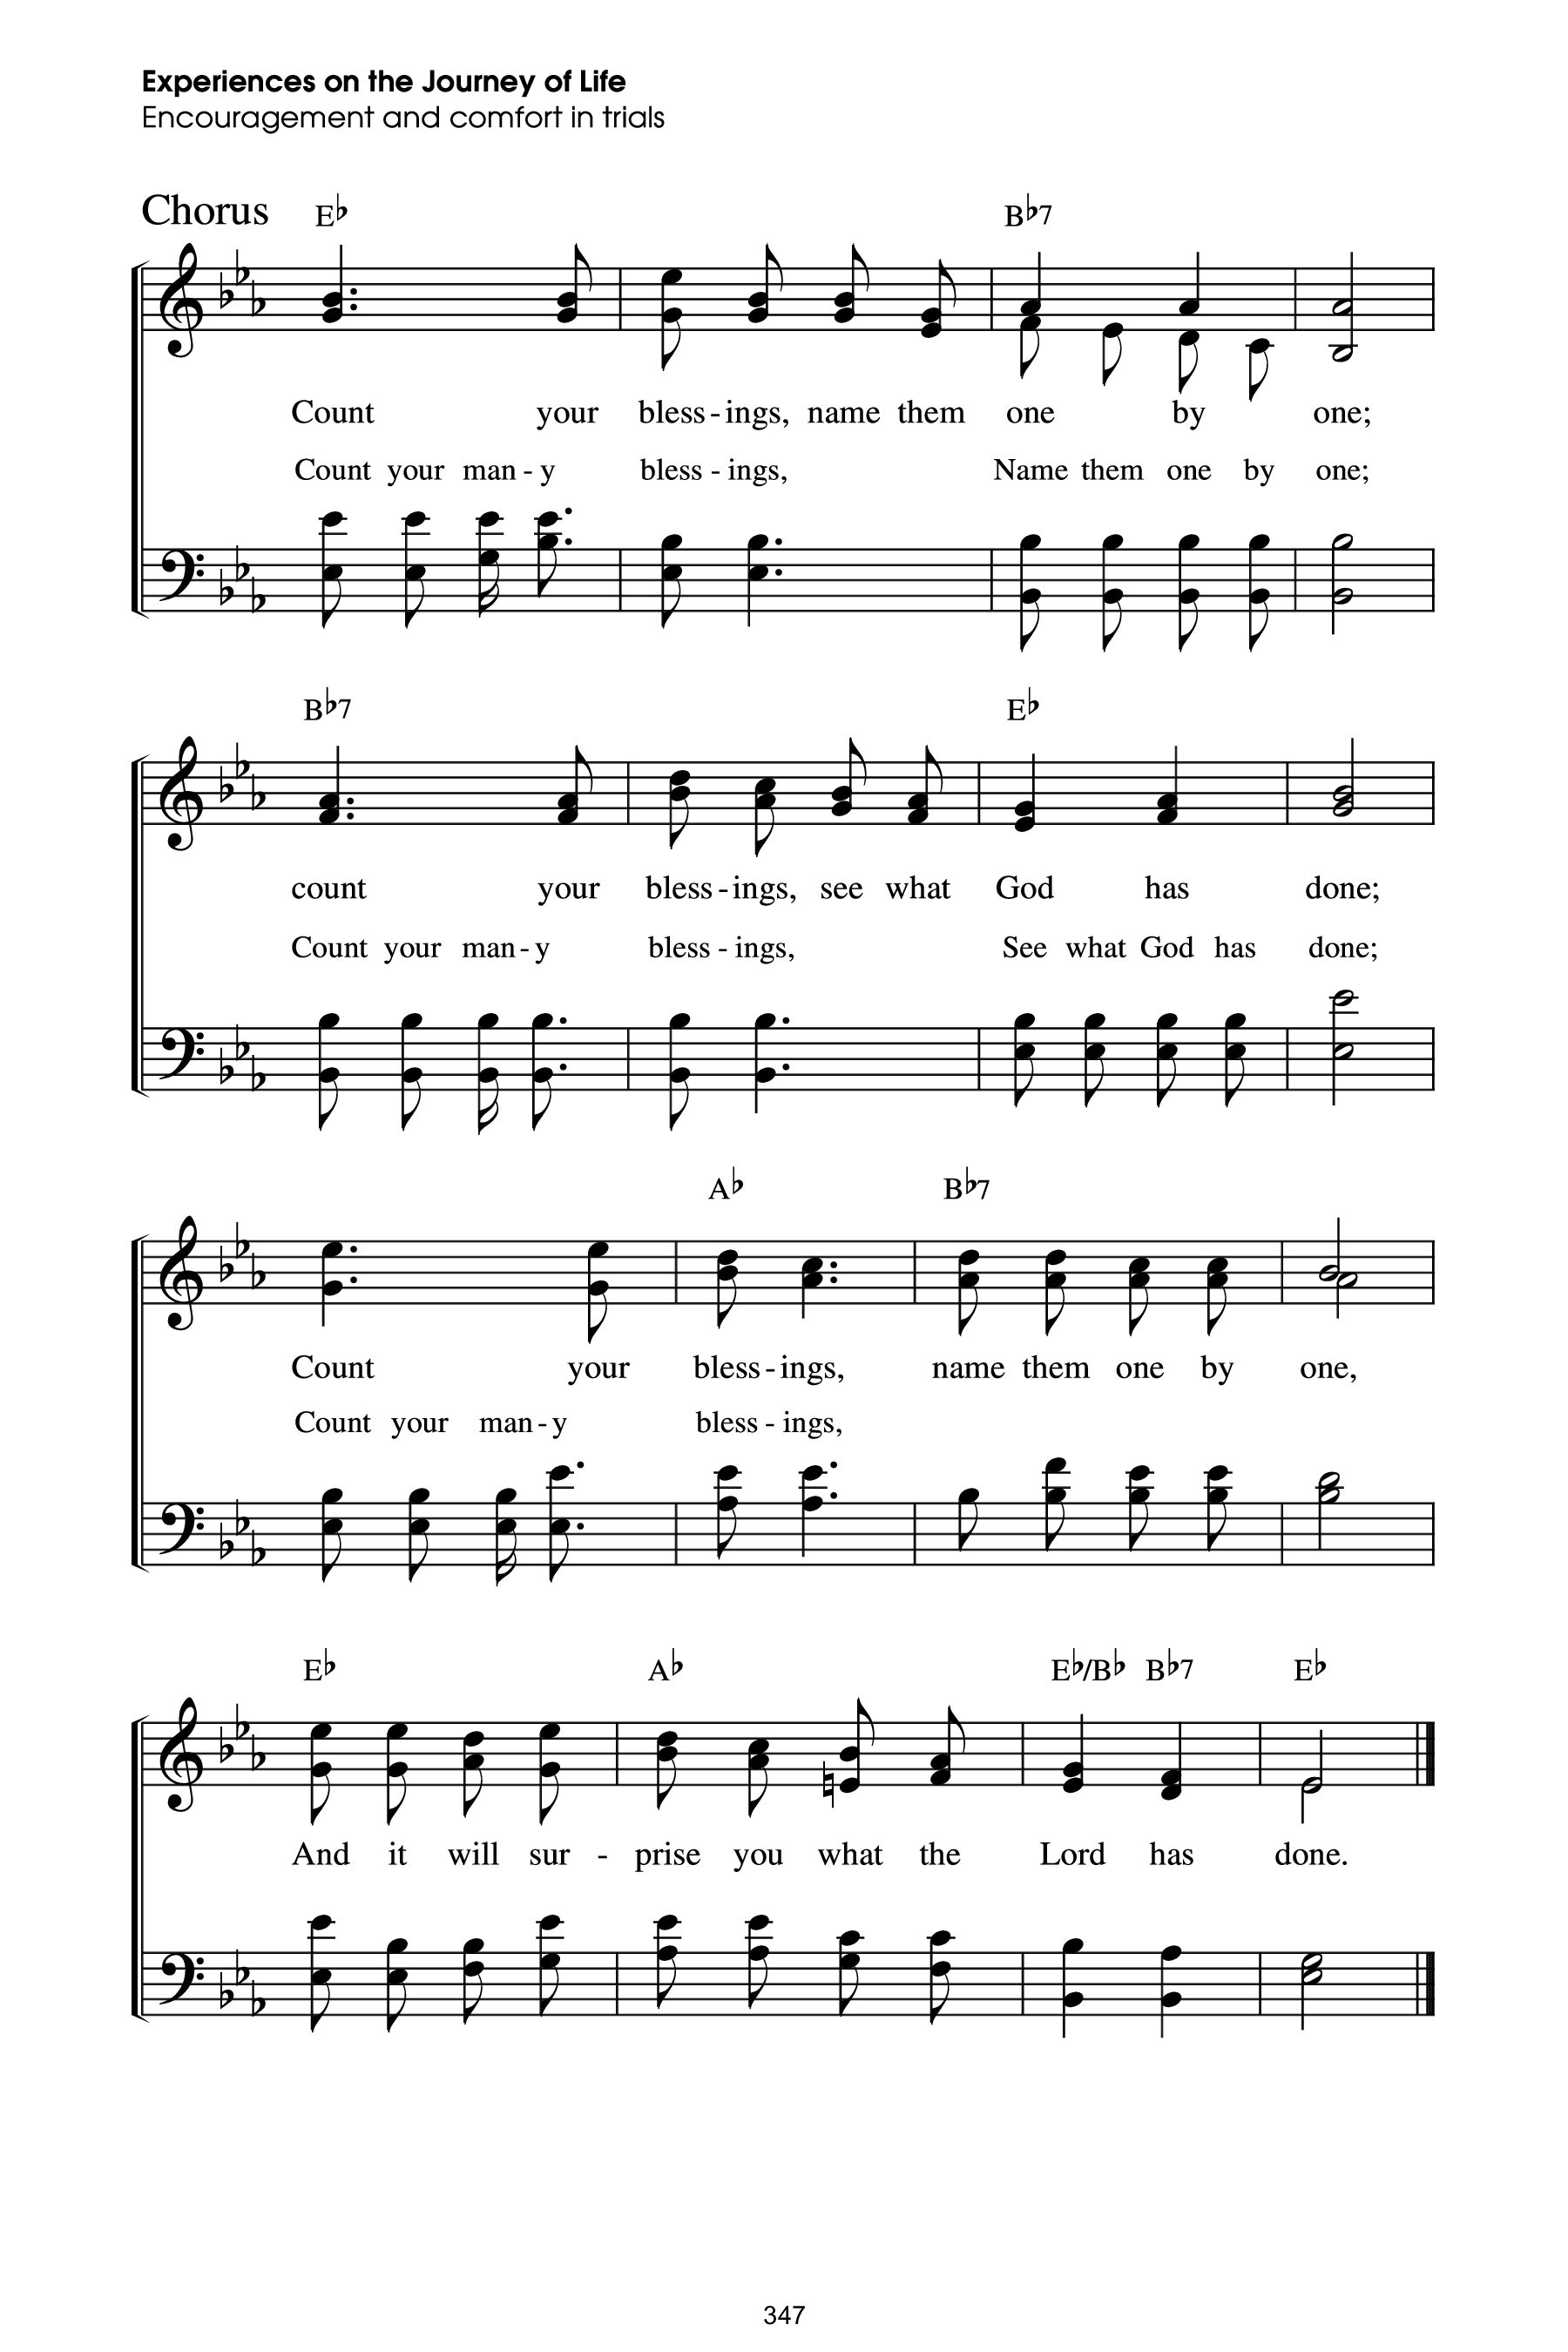 Experiences on the Journey of Life
Encouragement and comfort in trials
Chorus E♭ B♭7
Count your bless - ings, name them one by one;
Count your man - y bless - ings, Name them one by one;
B♭7 E♭
count your bless - ings, see what God has done;
Count your man - y bless - ings, See what God has done;
A♭ B♭7
Count your bless - ings, name them one by one,
Count your man - y bless - ings,
E♭ A♭ E♭/B♭ B♭7 E♭
And it will sur - prise you what the Lord has done.
347